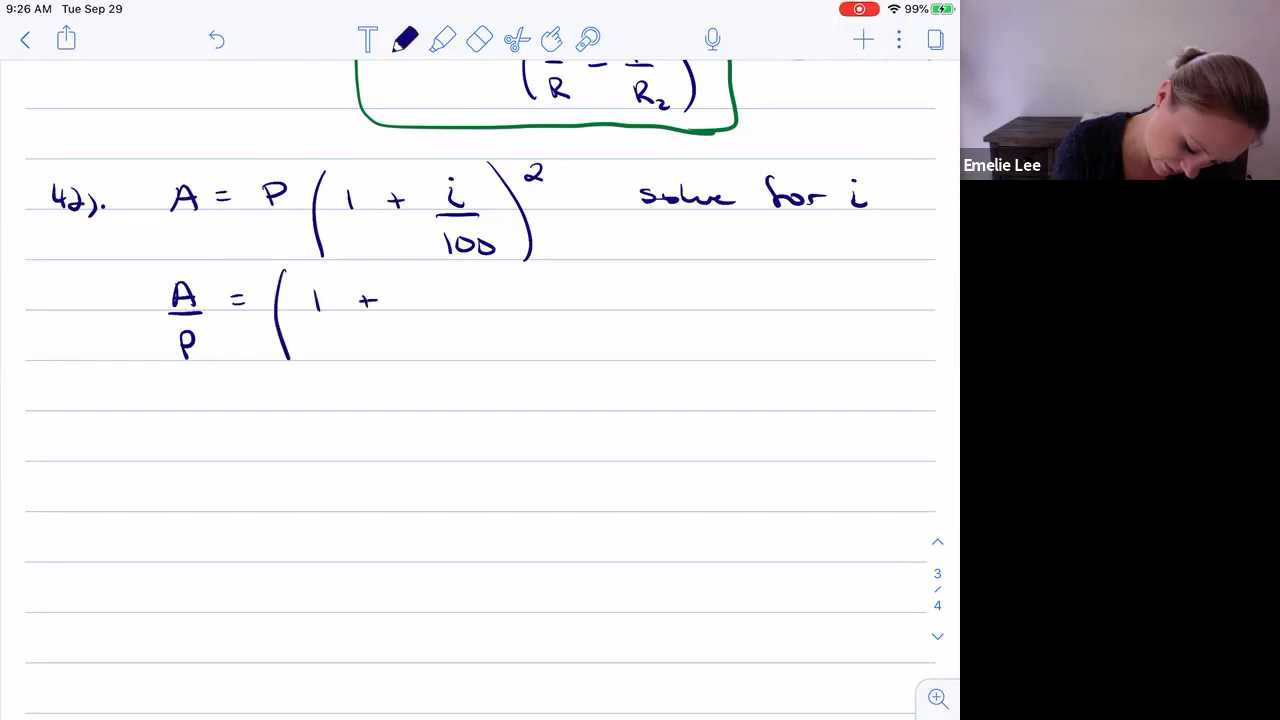 9:26 AM Tue Sep 29 99%
R R₂
42). A = P ( 1 + i/100 )² solve for i
A/P = ( 1 +
Emelie Lee
3
/
4